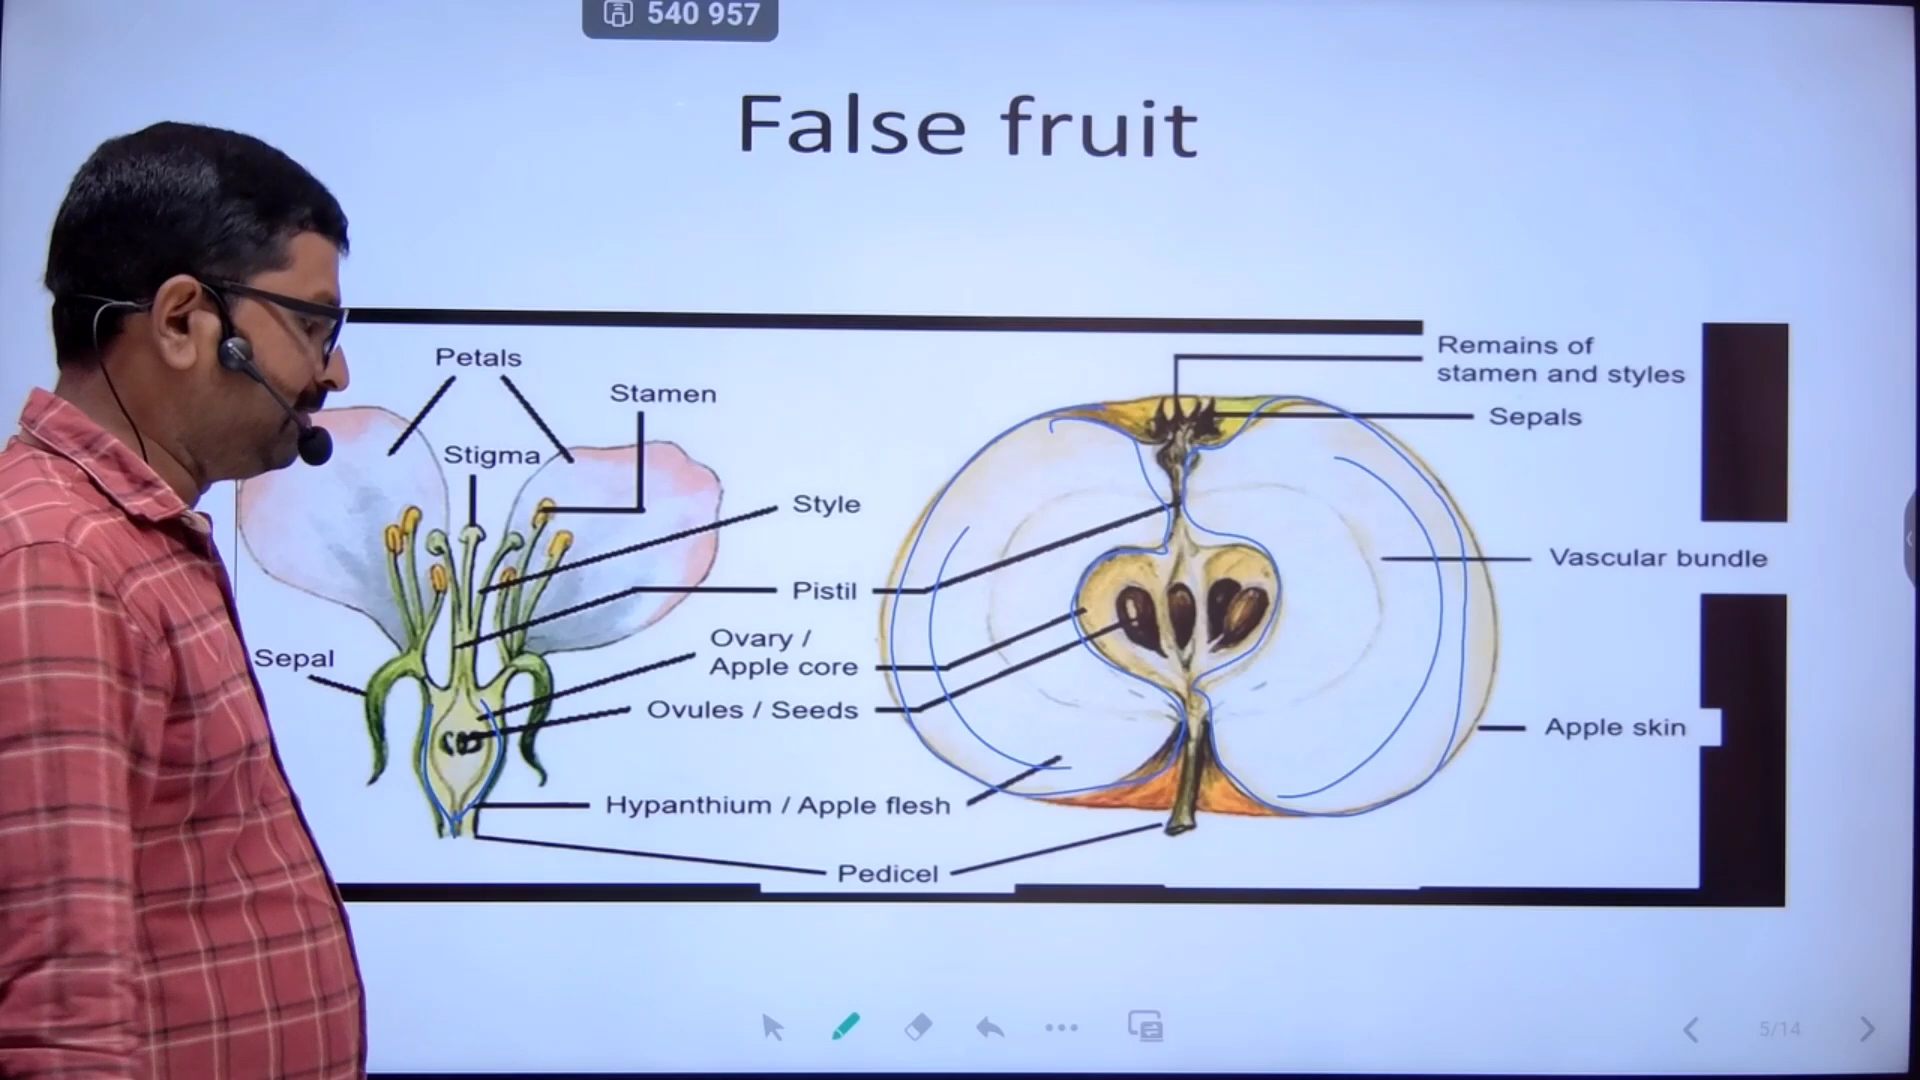 540 957
False fruit
Petals
Stamen
Stigma
Style
Pistil
Sepal
Ovary /
Apple core
Ovules / Seeds
Hypanthium / Apple flesh
Pedicel
Remains of
stamen and styles
Sepals
Vascular bundle
Apple skin
5/14